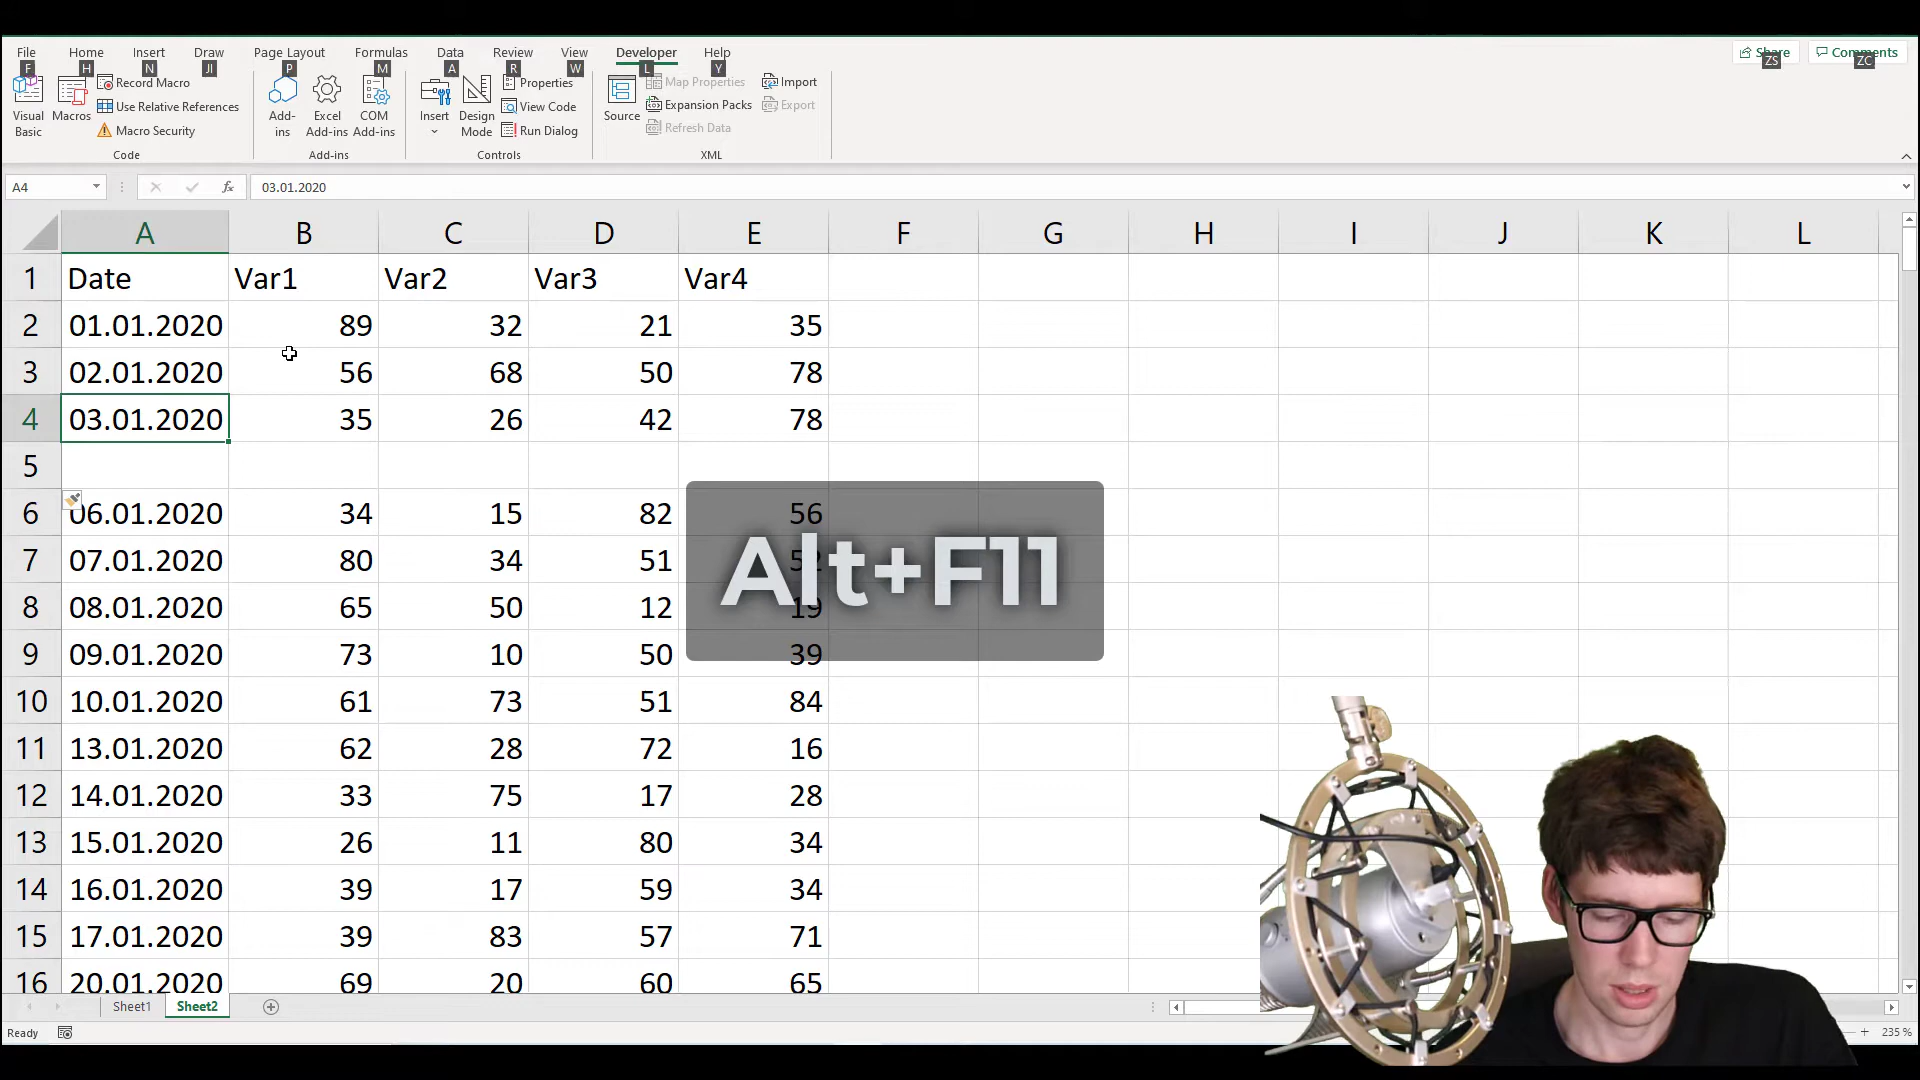 File Home Insert Draw Page Layout Formulas Data Review View Developer Help Share Comments
F H N JI P M A R W L Y ZS ZC
Visual Basic
Macros
Record Macro
Use Relative References
Macro Security
Code
Add-ins
Excel Add-ins
COM Add-ins
Add-ins
Insert
Design Mode
Properties
View Code
Run Dialog
Controls
Source
Map Properties
Expansion Packs
Refresh Data
Import
Export
XML
A4 fx 03.01.2020
A B C D E F G H I J K L
1 Date Var1 Var2 Var3 Var4
2 01.01.2020 89 32 21 35
3 02.01.2020 56 68 50 78
4 03.01.2020 35 26 42 78
5
6 06.01.2020 34 15 82 56
7 07.01.2020 80 34 51 52
8 08.01.2020 65 50 12 19
9 09.01.2020 73 10 50 39
Alt+F11
10 10.01.2020 61 73 51 84
11 13.01.2020 62 28 72 16
12 14.01.2020 33 75 17 28
13 15.01.2020 26 11 80 34
14 16.01.2020 39 17 59 34
15 17.01.2020 39 83 57 71
16 20.01.2020 69 20 60 65
Sheet1 Sheet2
Ready 235 %